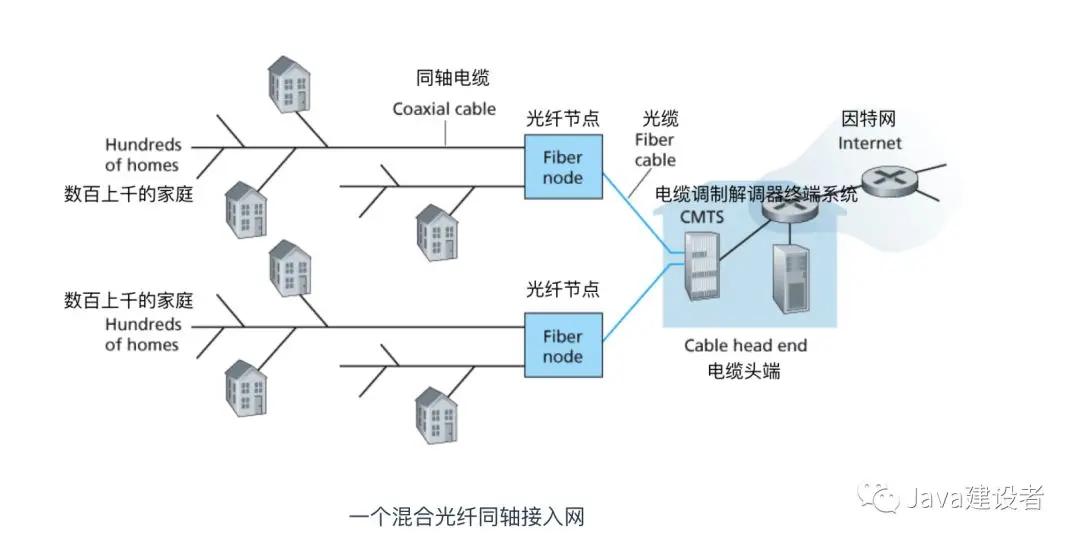 同轴电缆
Coaxial cable
光纤节点
Fiber
node
光缆
Fiber
cable
因特网
Internet
Hundreds
of homes
数百上千的家庭
电缆调制解调器终端系统
CMTS
数百上千的家庭
Hundreds
of homes
光纤节点
Fiber
node
Cable head end
电缆头端
Java建设者
一个混合光纤同轴接入网